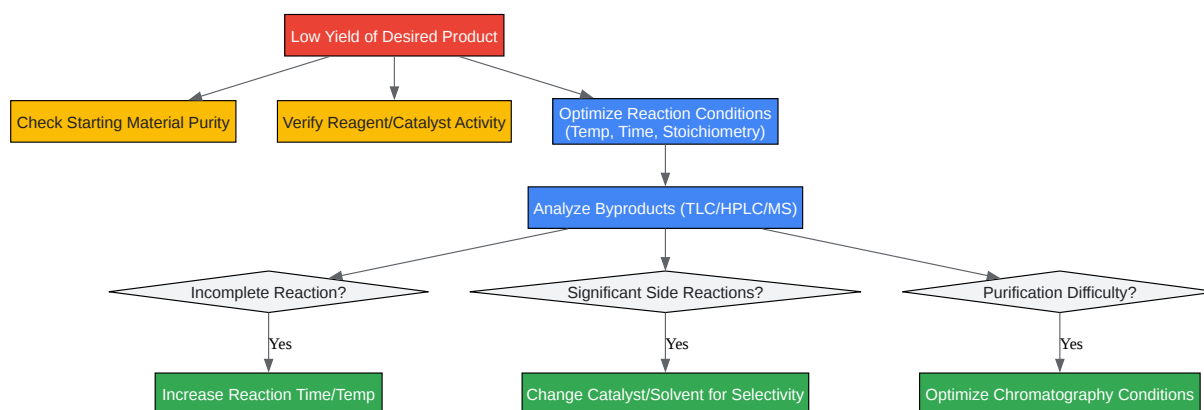 Low Yield of Desired Product
Check Starting Material Purity
Verify Reagent/Catalyst Activity
Optimize Reaction Conditions
(Temp, Time, Stoichiometry)
Analyze Byproducts (TLC/HPLC/MS)
Incomplete Reaction?
Significant Side Reactions?
Purification Difficulty?
Yes
Yes
Yes
Increase Reaction Time/Temp
Change Catalyst/Solvent for Selectivity
Optimize Chromatography Conditions